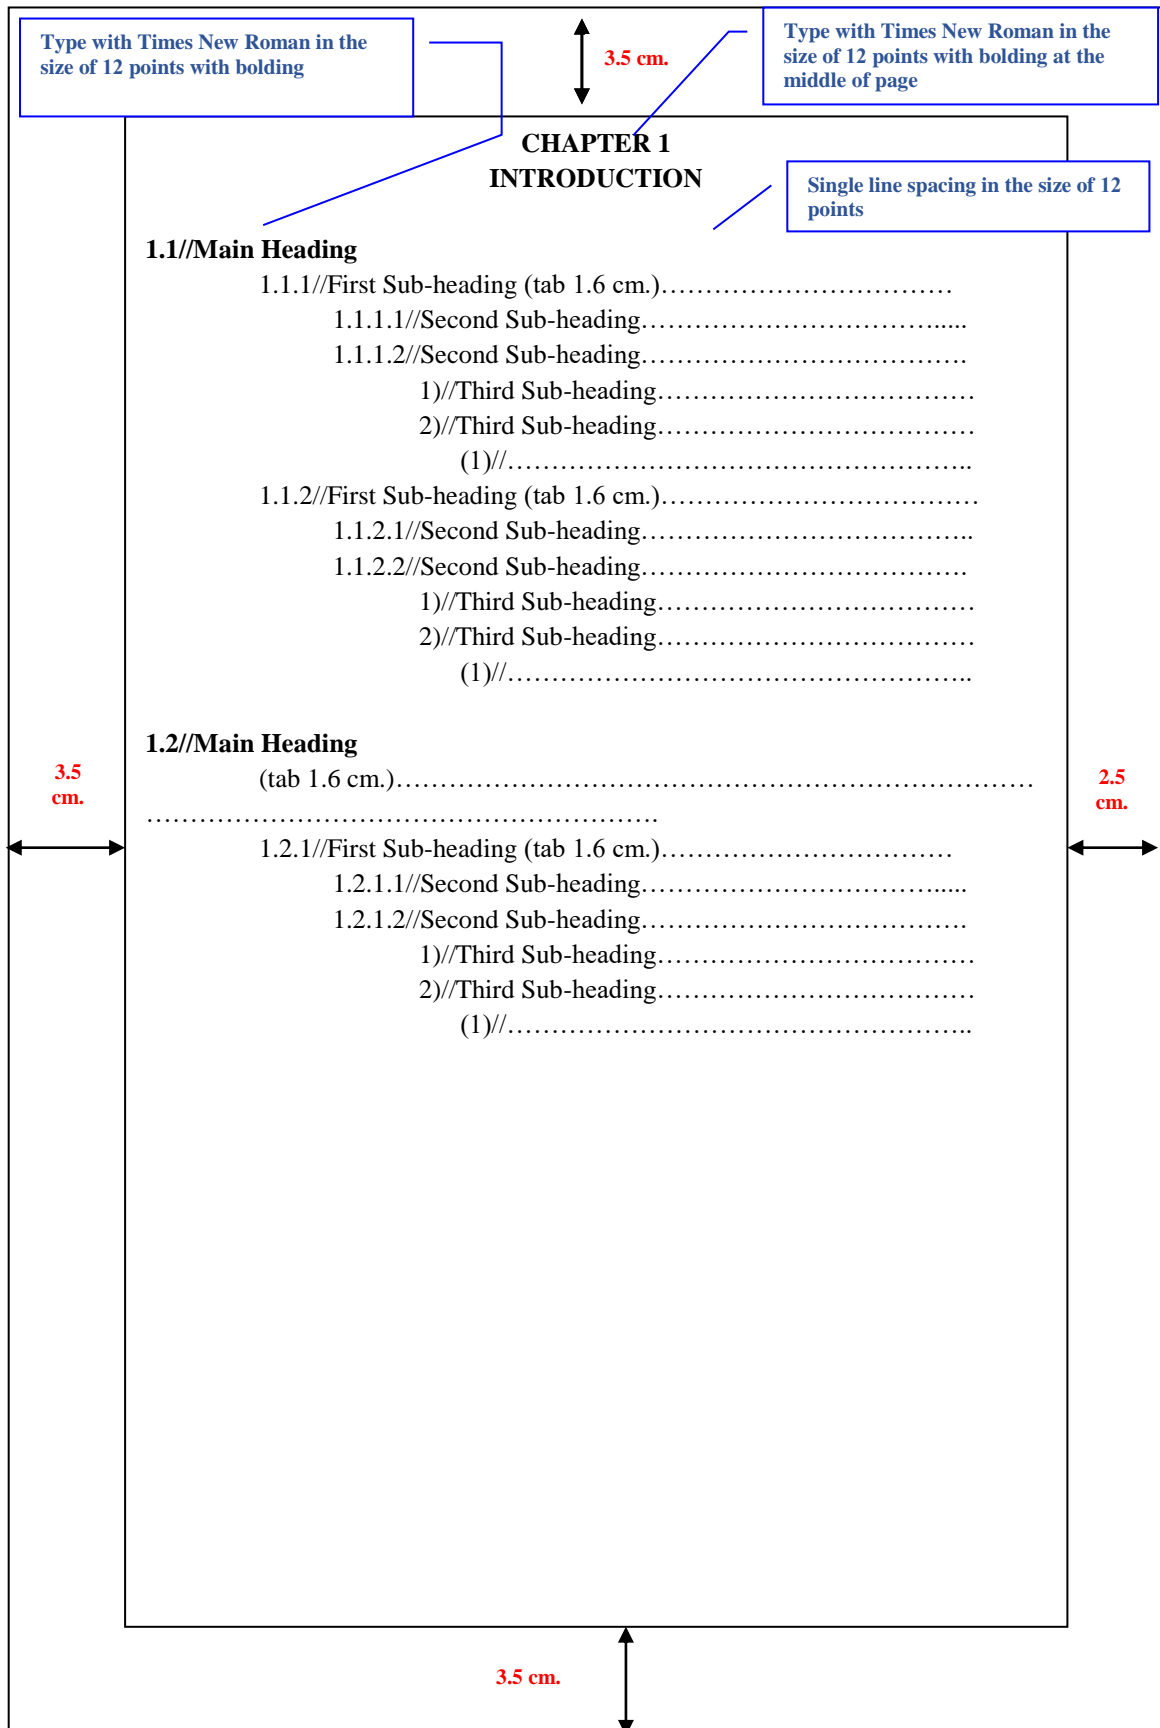 Type with Times New Roman in the
size of 12 points with bolding
3.5 cm.
Type with Times New Roman in the
size of 12 points with bolding at the
middle of page
CHAPTER 1
INTRODUCTION
Single line spacing in the size of 12
points
1.1//Main Heading
1.1.1//First Sub-heading (tab 1.6 cm.)……………………………
1.1.1.1//Second Sub-heading……………………………….....
1.1.1.2//Second Sub-heading……………………………….
1)//Third Sub-heading………………………………
2)//Third Sub-heading………………………………
(1)//……………………………………………..
1.1.2//First Sub-heading (tab 1.6 cm.)………………………………
1.1.2.1//Second Sub-heading………………………………..
1.1.2.2//Second Sub-heading……………………………….
1)//Third Sub-heading………………………………
2)//Third Sub-heading………………………………
(1)//……………………………………………..
1.2//Main Heading
(tab 1.6 cm.)………………………………………………………………
………………………………………………….
1.2.1//First Sub-heading (tab 1.6 cm.)……………………………
1.2.1.1//Second Sub-heading……………………………….....
1.2.1.2//Second Sub-heading……………………………….
1)//Third Sub-heading………………………………
2)//Third Sub-heading………………………………
(1)//……………………………………………..
3.5
cm.
2.5
cm.
3.5 cm.